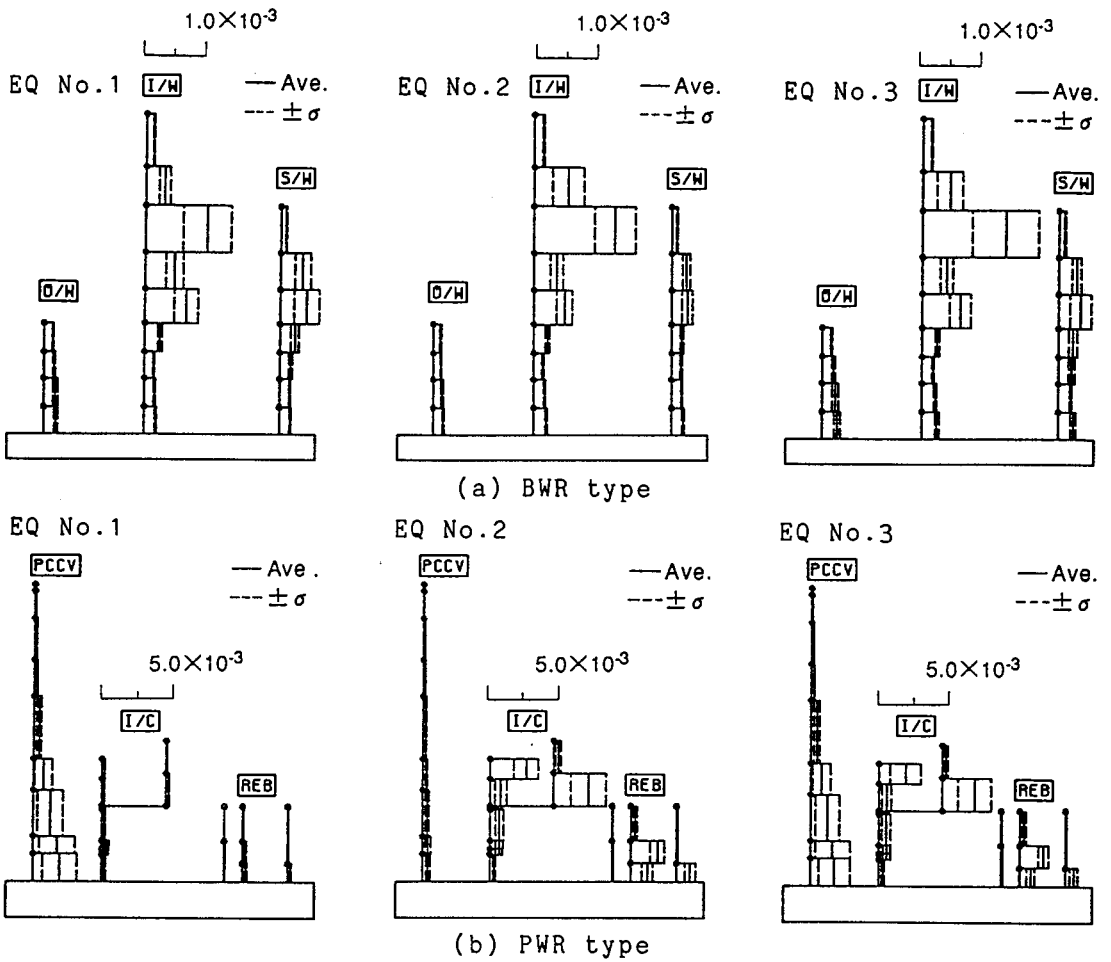 1.0×10-3
1.0×10-3
1.0×10-3
EQ No.1
I/W
— Ave.
--- ± σ
EQ No.2
I/W
— Ave.
--- ± σ
EQ No.3
I/W
— Ave.
--- ± σ
S/W
S/W
S/W
O/W
O/W
O/W
(a) BWR type
EQ No.1
EQ No.2
EQ No.3
PCCV
— Ave.
--- ± σ
PCCV
— Ave.
--- ± σ
PCCV
— Ave.
--- ± σ
5.0×10-3
5.0×10-3
5.0×10-3
I/C
I/C
I/C
REB
REB
REB
(b) PWR type